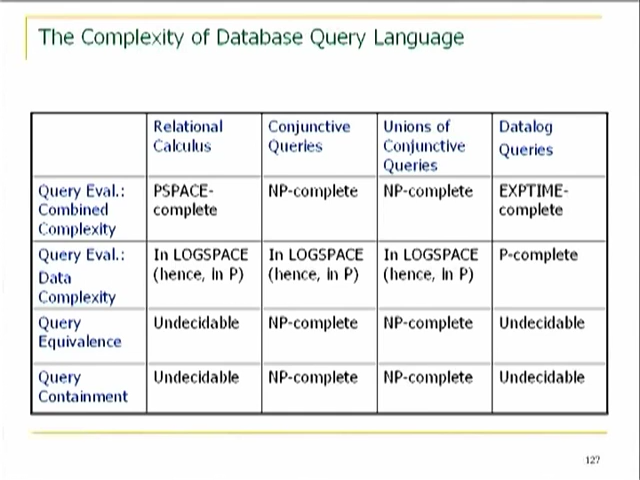 The Complexity of Database Query Language
Relational Calculus | Conjunctive Queries | Unions of Conjunctive Queries | Datalog Queries
Query Eval.: Combined Complexity | PSPACE-complete | NP-complete | NP-complete | EXPTIME-complete
Query Eval.: Data Complexity | In LOGSPACE (hence, in P) | In LOGSPACE (hence, in P) | In LOGSPACE (hence, in P) | P-complete
Query Equivalence | Undecidable | NP-complete | NP-complete | Undecidable
Query Containment | Undecidable | NP-complete | NP-complete | Undecidable
127